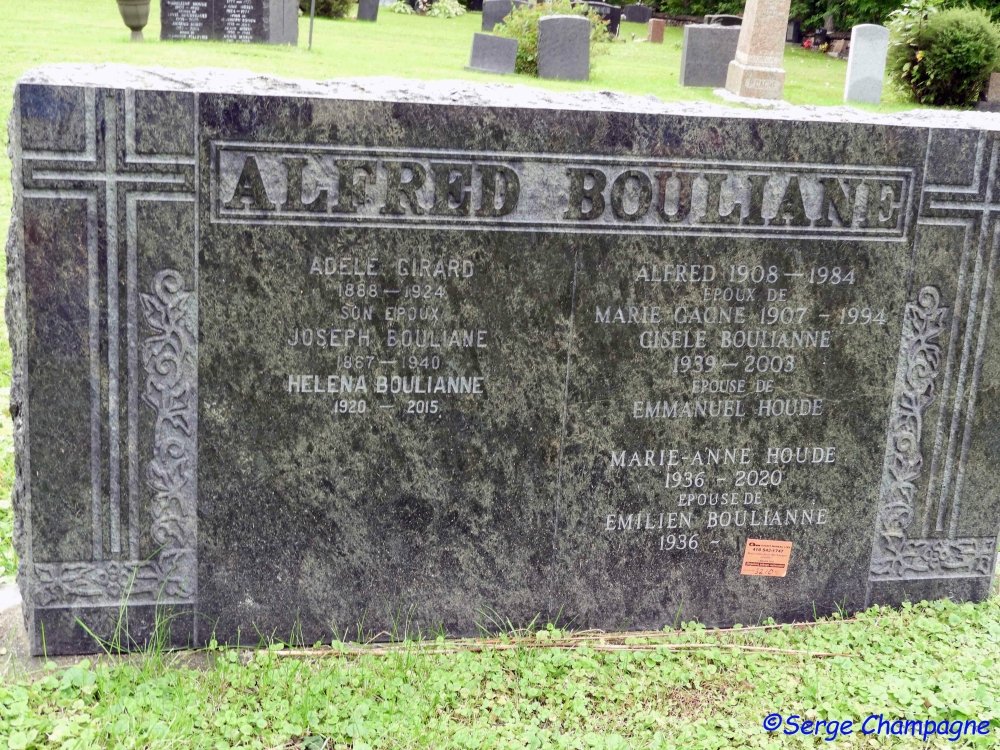 ALFRED BOULIANE
ADELE GIRARD
1868 - 1924
SON EPOUX
JOSEPH BOULIANE
1867 - 1940
HELENA BOULIANNE
1920 - 2015
ALFRED 1908 - 1984
EPOUX DE
MARIE GAGNE 1907 - 1994
GISELE BOULIANNE
1939 - 2003
EPOUSE DE
EMMANUEL HOUDE
MARIE-ANNE HOUDE
1936 - 2020
EPOUSE DE
EMILIEN BOULIANNE
1936 -
©Serge Champagne